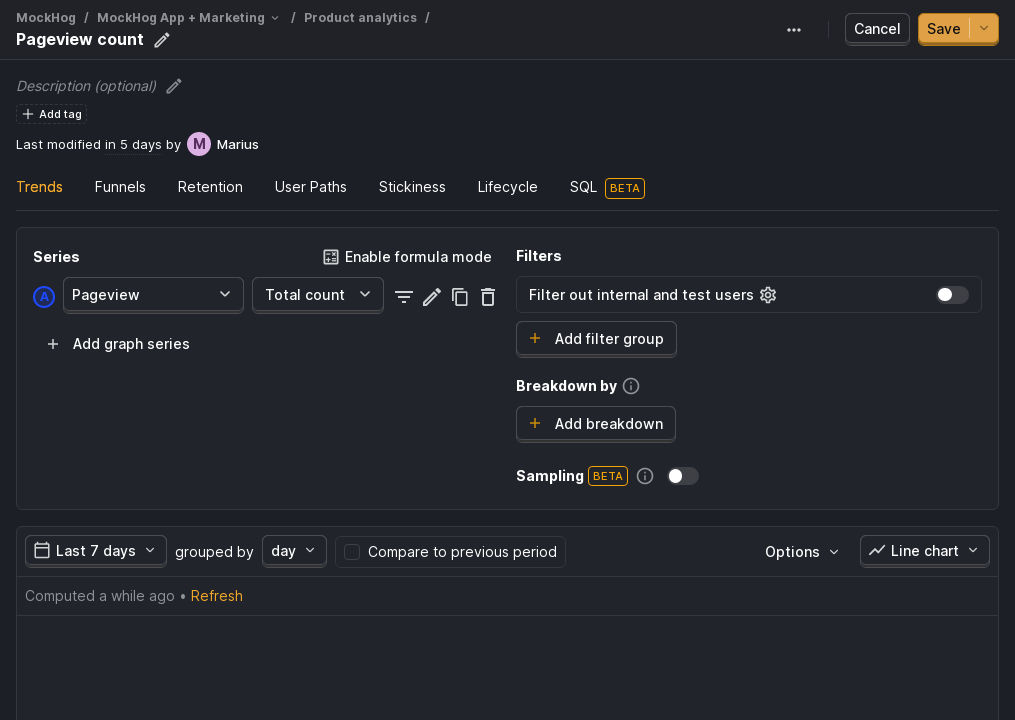 MockHog / MockHog App + Marketing / Product analytics /
Pageview count
Cancel
Save
Description (optional)
Add tag
Last modified in 5 days by M Marius
Trends Funnels Retention User Paths Stickiness Lifecycle SQL BETA
Series
Enable formula mode
A Pageview Total count
Add graph series
Filters
Filter out internal and test users
Add filter group
Breakdown by
Add breakdown
Sampling BETA
Last 7 days grouped by day Compare to previous period Options Line chart
Computed a while ago • Refresh